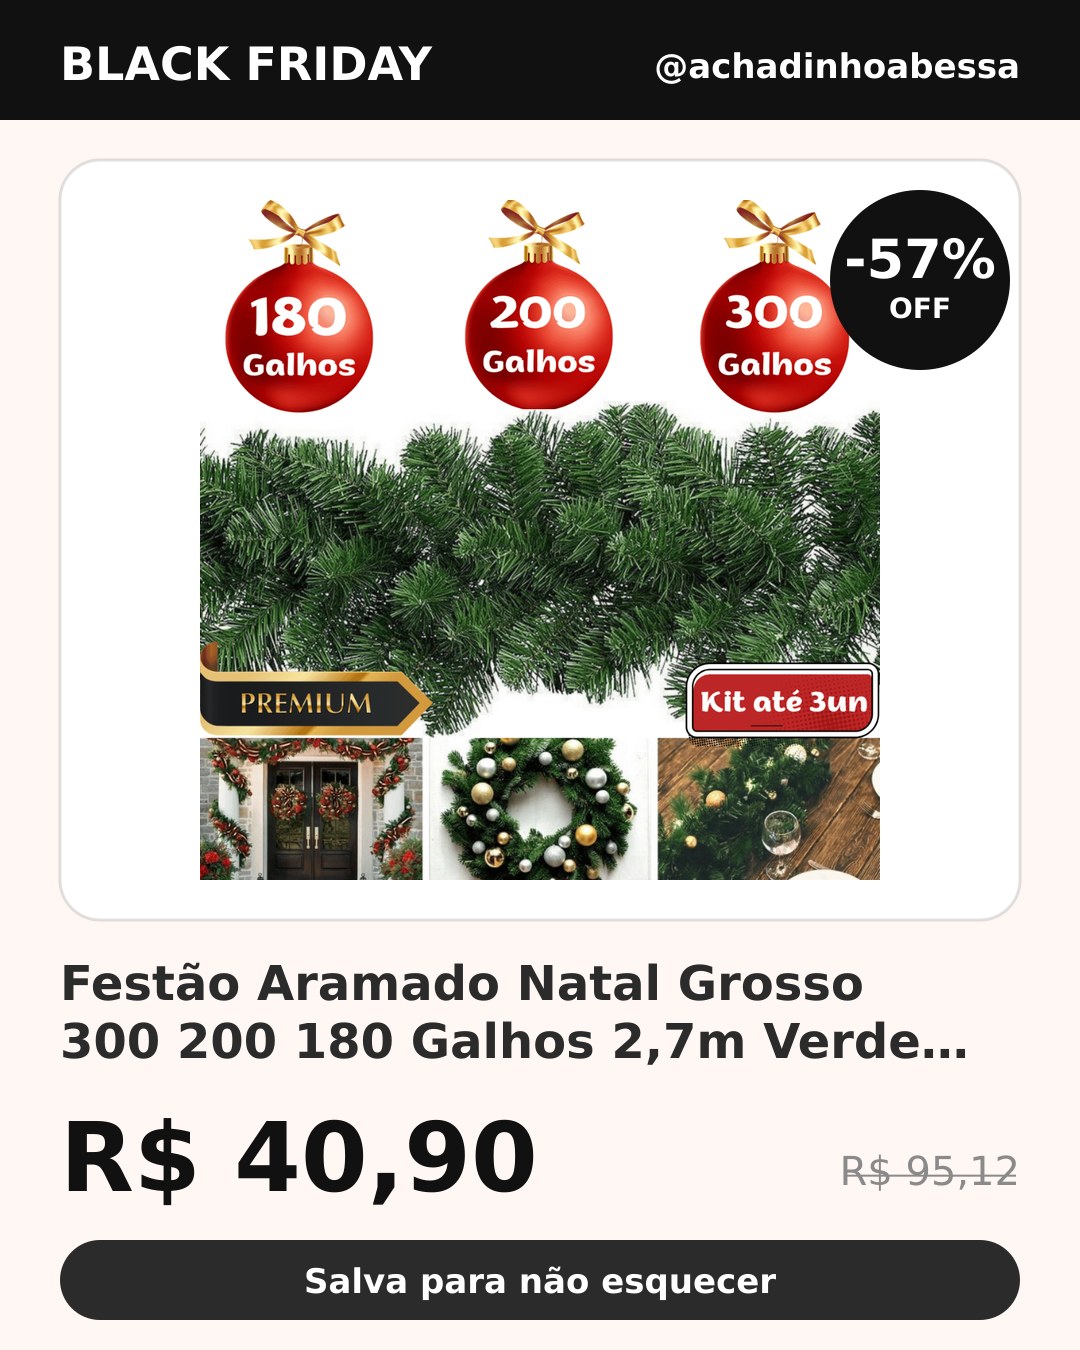 BLACK FRIDAY
@achadinhoabessa
-57%
OFF
180
Galhos
200
Galhos
300
Galhos
PREMIUM
Kit até 3un
Festão Aramado Natal Grosso
300 200 180 Galhos 2,7m Verde...
R$ 40,90
R$ 95,12
Salva para não esquecer